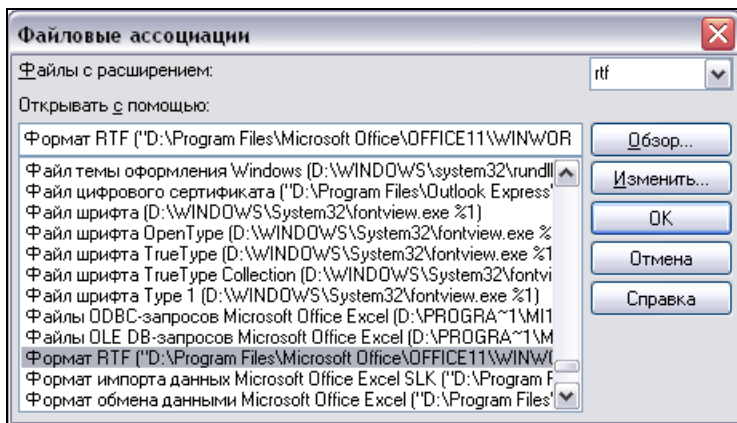 Файловые ассоциации
Файлы с расширением:
rtf
Открывать с помощью:
Формат RTF ("D:\Program Files\Microsoft Office\OFFICE11\WINWOR
Обзор...
Файл темы оформления Windows (D:\WINDOWS\system32\rundll
Файл цифрового сертификата ("D:\Program Files\Outlook Express"
Изменить...
Файл шрифта (D:\WINDOWS\System32\fontview.exe %1)
Файл шрифта OpenType (D:\WINDOWS\System32\fontview.exe %
OK
Файл шрифта TrueType (D:\WINDOWS\System32\fontview.exe %1
Файл шрифта TrueType Collection (D:\WINDOWS\System32\fontvi
Отмена
Файл шрифта Type 1 (D:\WINDOWS\System32\fontview.exe %1)
Файлы ODBC-запросов Microsoft Office Excel (D:\PROGRA~1\MI1
Справка
Файлы OLE DB-запросов Microsoft Office Excel (D:\PROGRA~1\M
Формат RTF ("D:\Program Files\Microsoft Office\OFFICE11\WINWO
Формат импорта данных Microsoft Office Excel SLK ("D:\Program F
Формат обмена данными Microsoft Office Excel ("D:\Program Files'